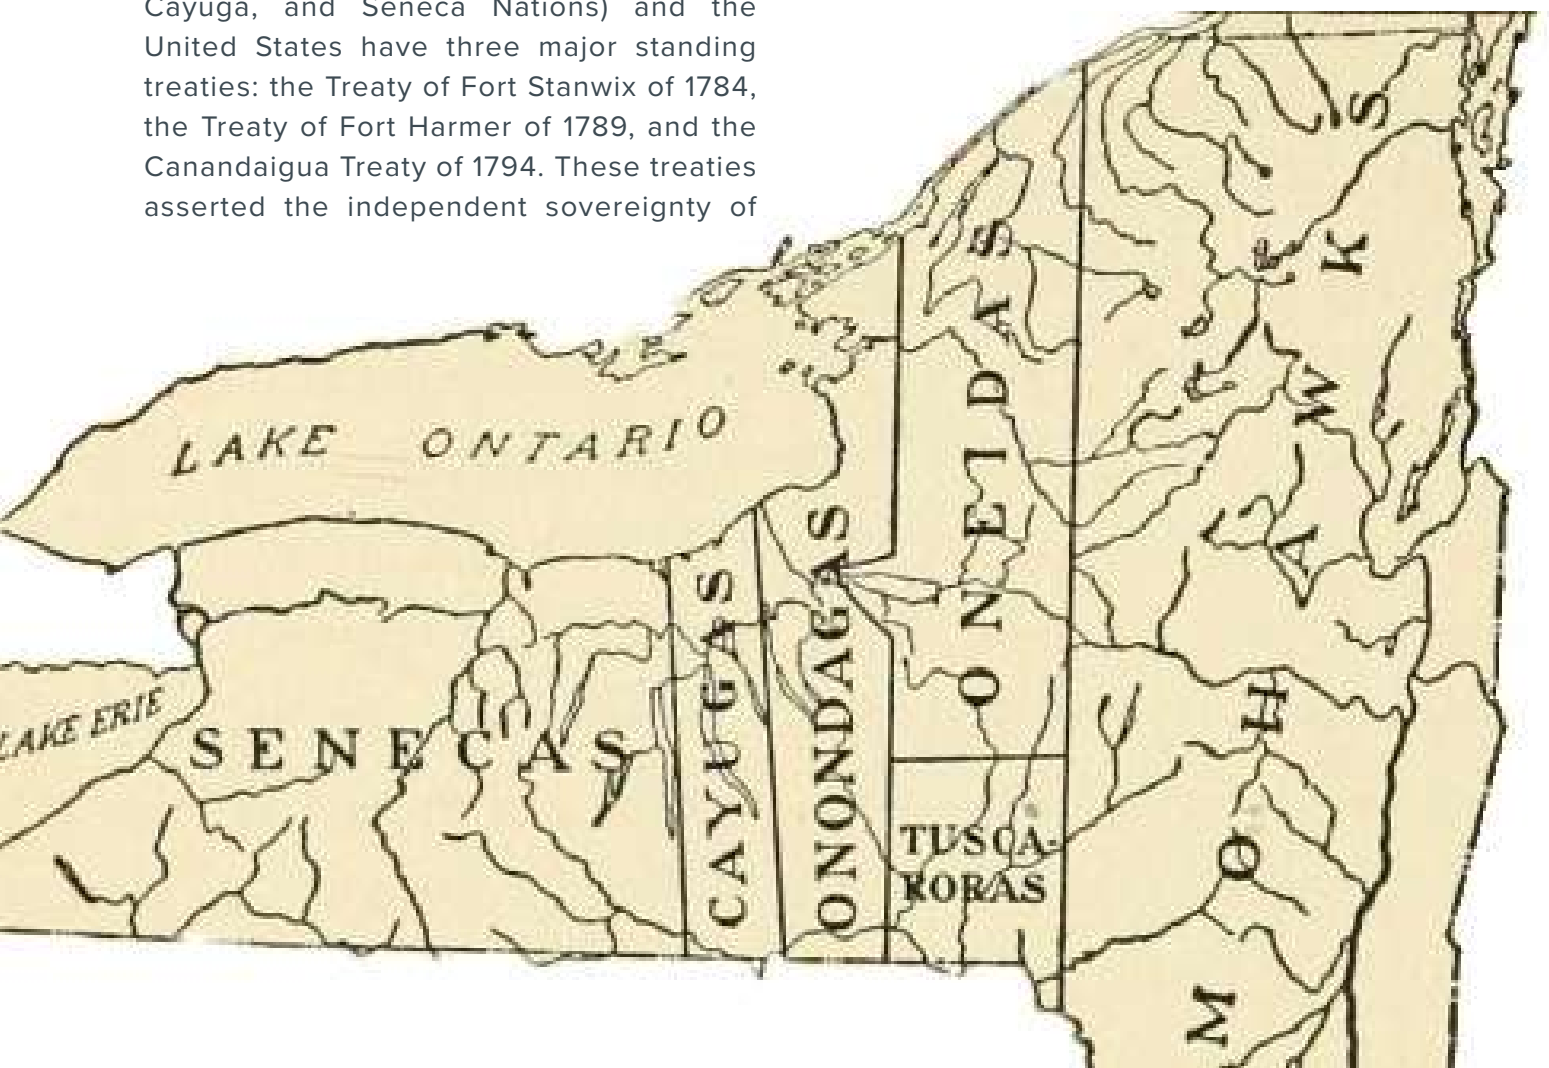 Cayuga, and Seneca Nations) and the
United States have three major standing
treaties: the Treaty of Fort Stanwix of 1784,
the Treaty of Fort Harmer of 1789, and the
Canandaigua Treaty of 1794. These treaties
asserted the independent sovereignty of
LAKE ONTARIO
LAKE ERIE
SENECAS
CAYUGAS
ONONDAGAS
ONEIDAS
TUSCA-
RORAS
MOHAWKS